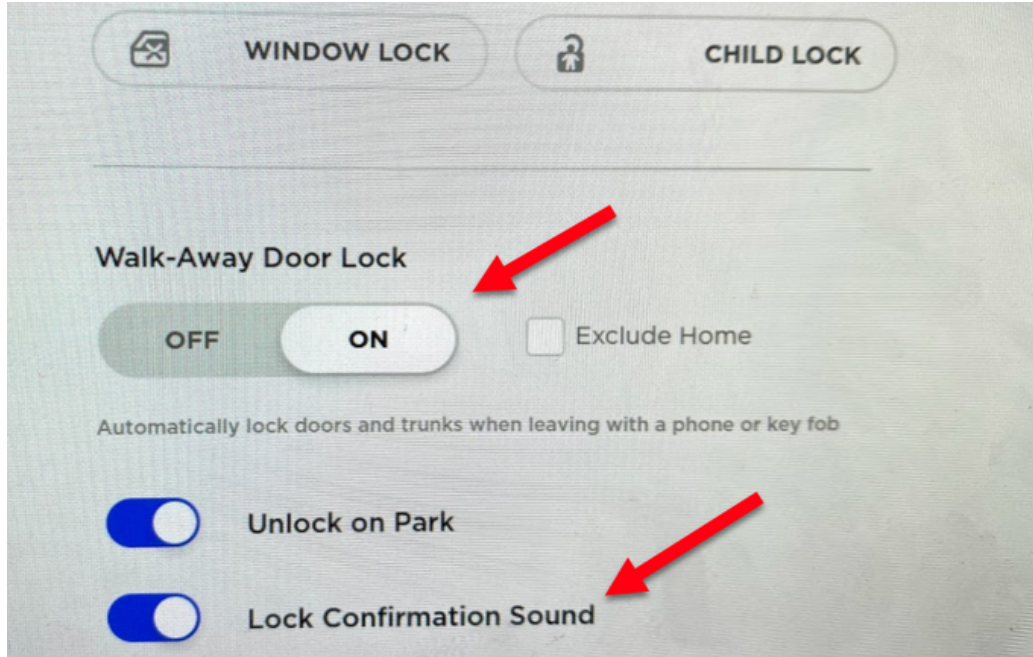 WINDOW LOCK
CHILD LOCK
Walk-Away Door Lock
OFF
ON
Exclude Home
Automatically lock doors and trunks when leaving with a phone or key fob
Unlock on Park
Lock Confirmation Sound